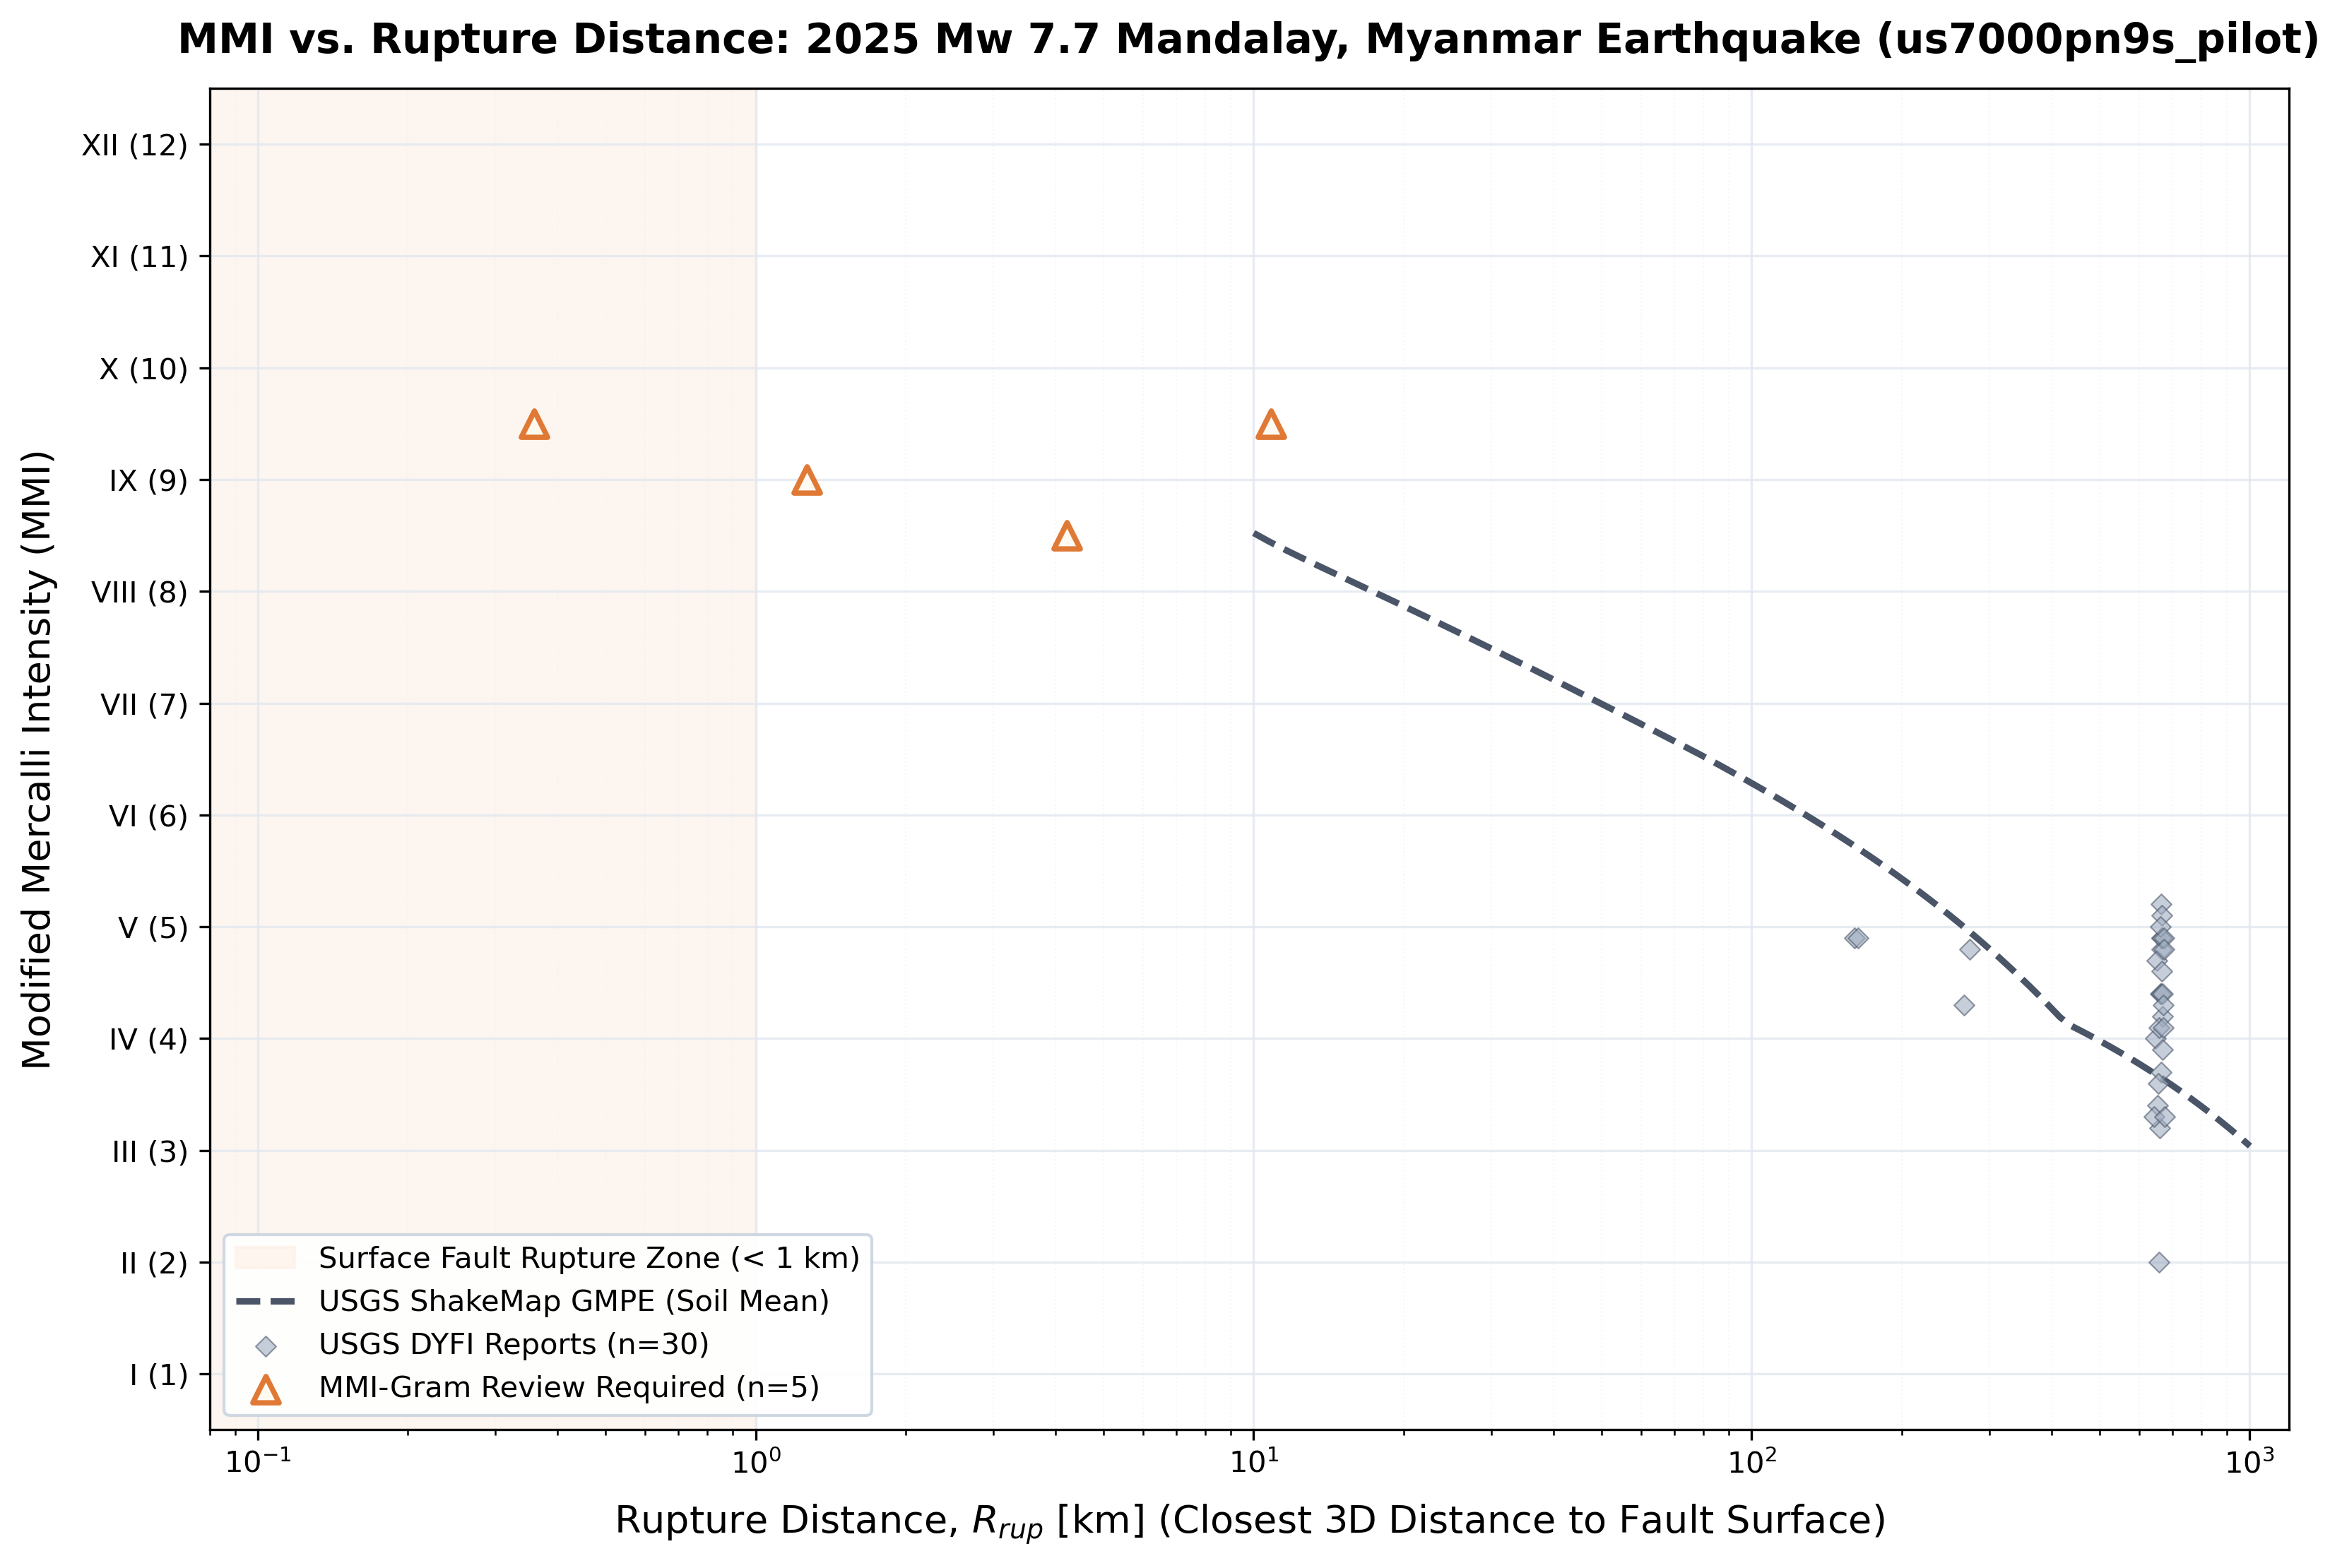 MMI vs. Rupture Distance: 2025 Mw 7.7 Mandalay, Myanmar Earthquake (us7000pn9s_pilot)
Modified Mercalli Intensity (MMI)
XII (12)
XI (11)
X (10)
IX (9)
VIII (8)
VII (7)
VI (6)
V (5)
IV (4)
III (3)
II (2)
I (1)
Surface Fault Rupture Zone (< 1 km)
USGS ShakeMap GMPE (Soil Mean)
USGS DYFI Reports (n=30)
MMI-Gram Review Required (n=5)
10⁻¹ 10⁰ 10¹ 10² 10³
Rupture Distance, R_rup [km] (Closest 3D Distance to Fault Surface)